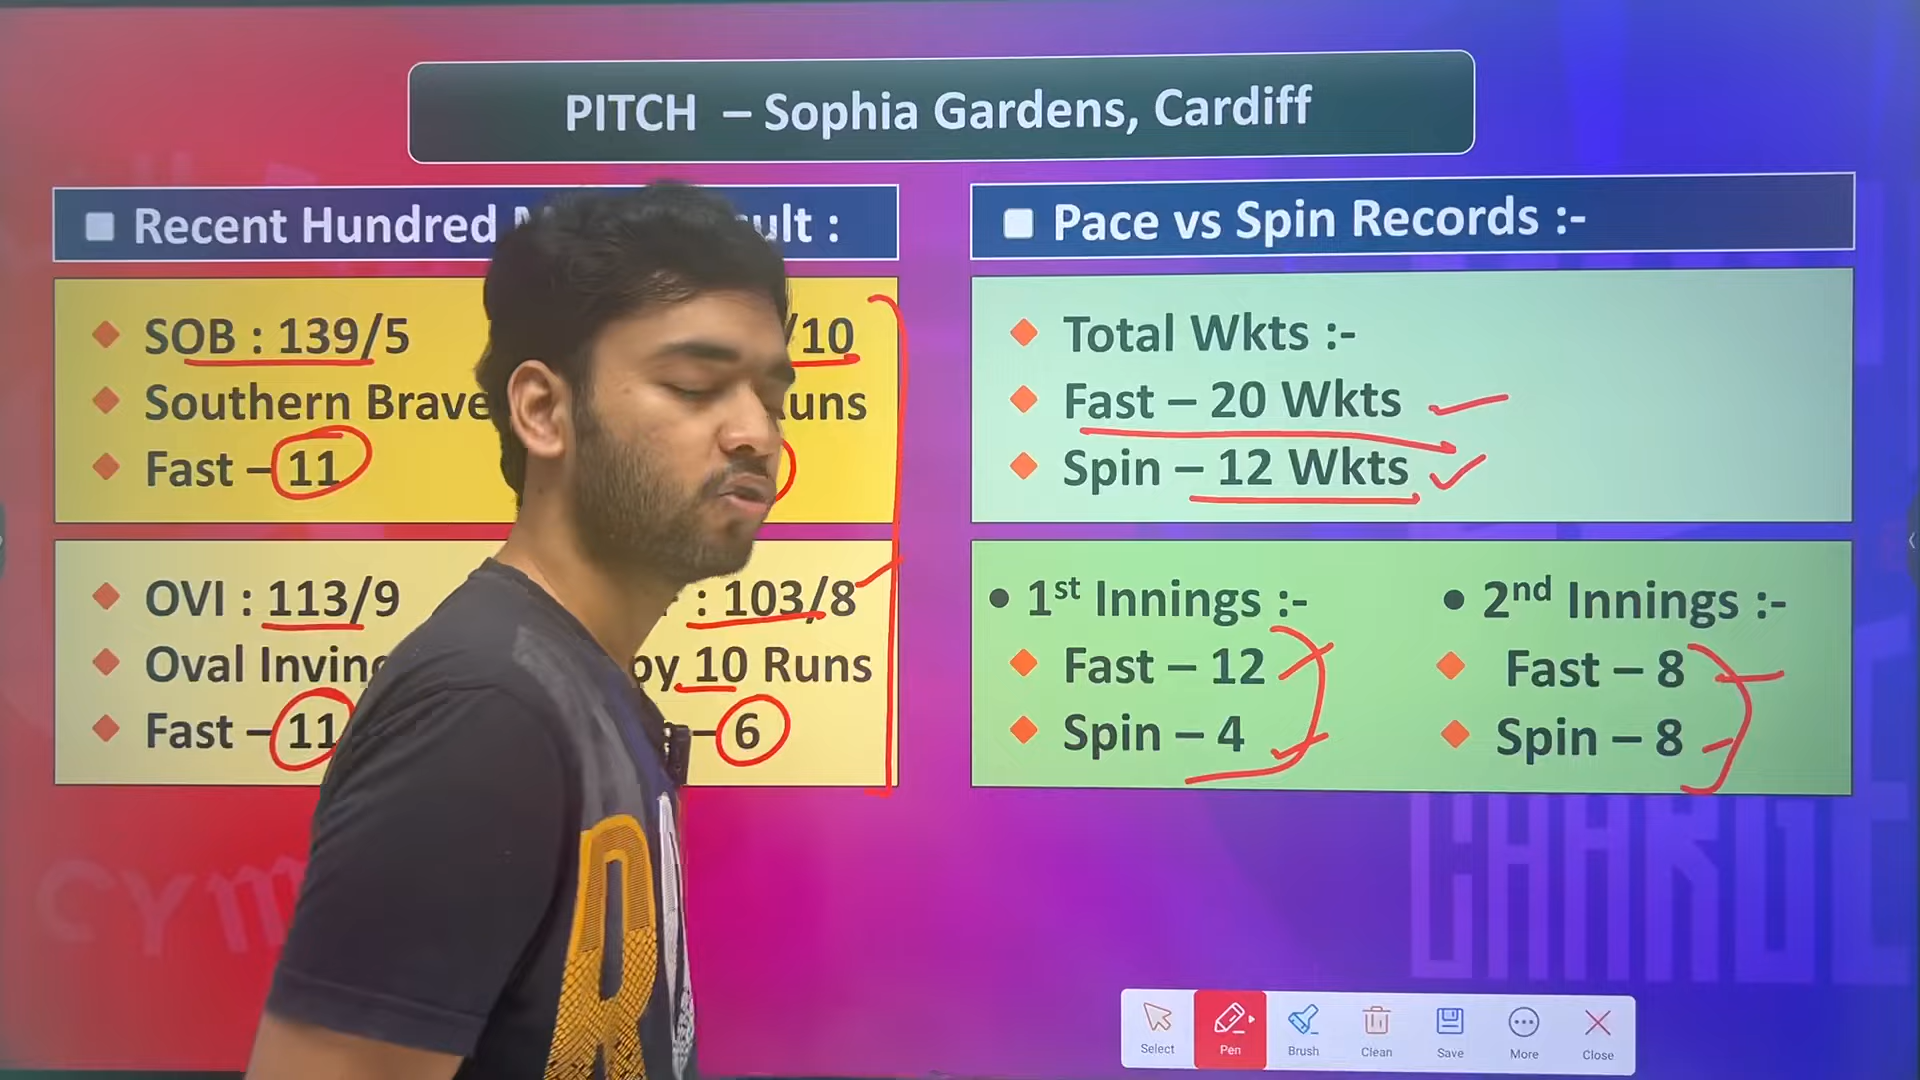 PITCH – Sophia Gardens, Cardiff
Recent Hundred
Pace vs Spin Records :-
SOB : 139/5 /10
Southern Brave
Fast – 11
OVI : 113/9 : 103/8
Oval by 10 Runs
Fast – 11 – 6
Total Wkts :-
Fast – 20 Wkts
Spin – 12 Wkts
1st Innings :-
Fast – 12
Spin – 4
2nd Innings :-
Fast – 8
Spin – 8
CHARGE
Select Pen Brush Clean Save More Close